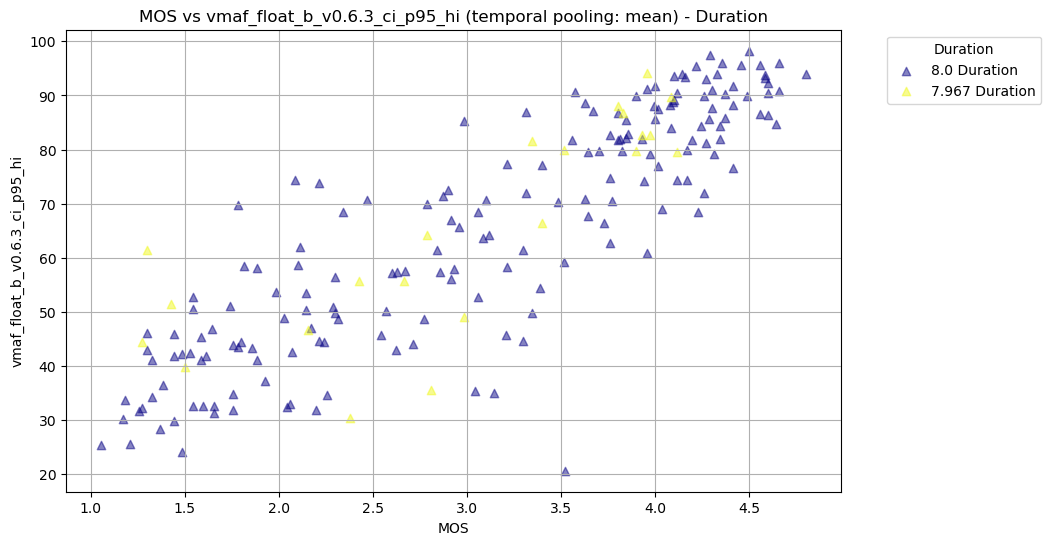 MOS vs vmaf_float_b_v0.6.3_ci_p95_hi (temporal pooling: mean) - Duration
Duration
8.0 Duration
7.967 Duration
vmaf_float_b_v0.6.3_ci_p95_hi
100
90
80
70
60
50
40
30
20
1.0 1.5 2.0 2.5 3.0 3.5 4.0 4.5
MOS